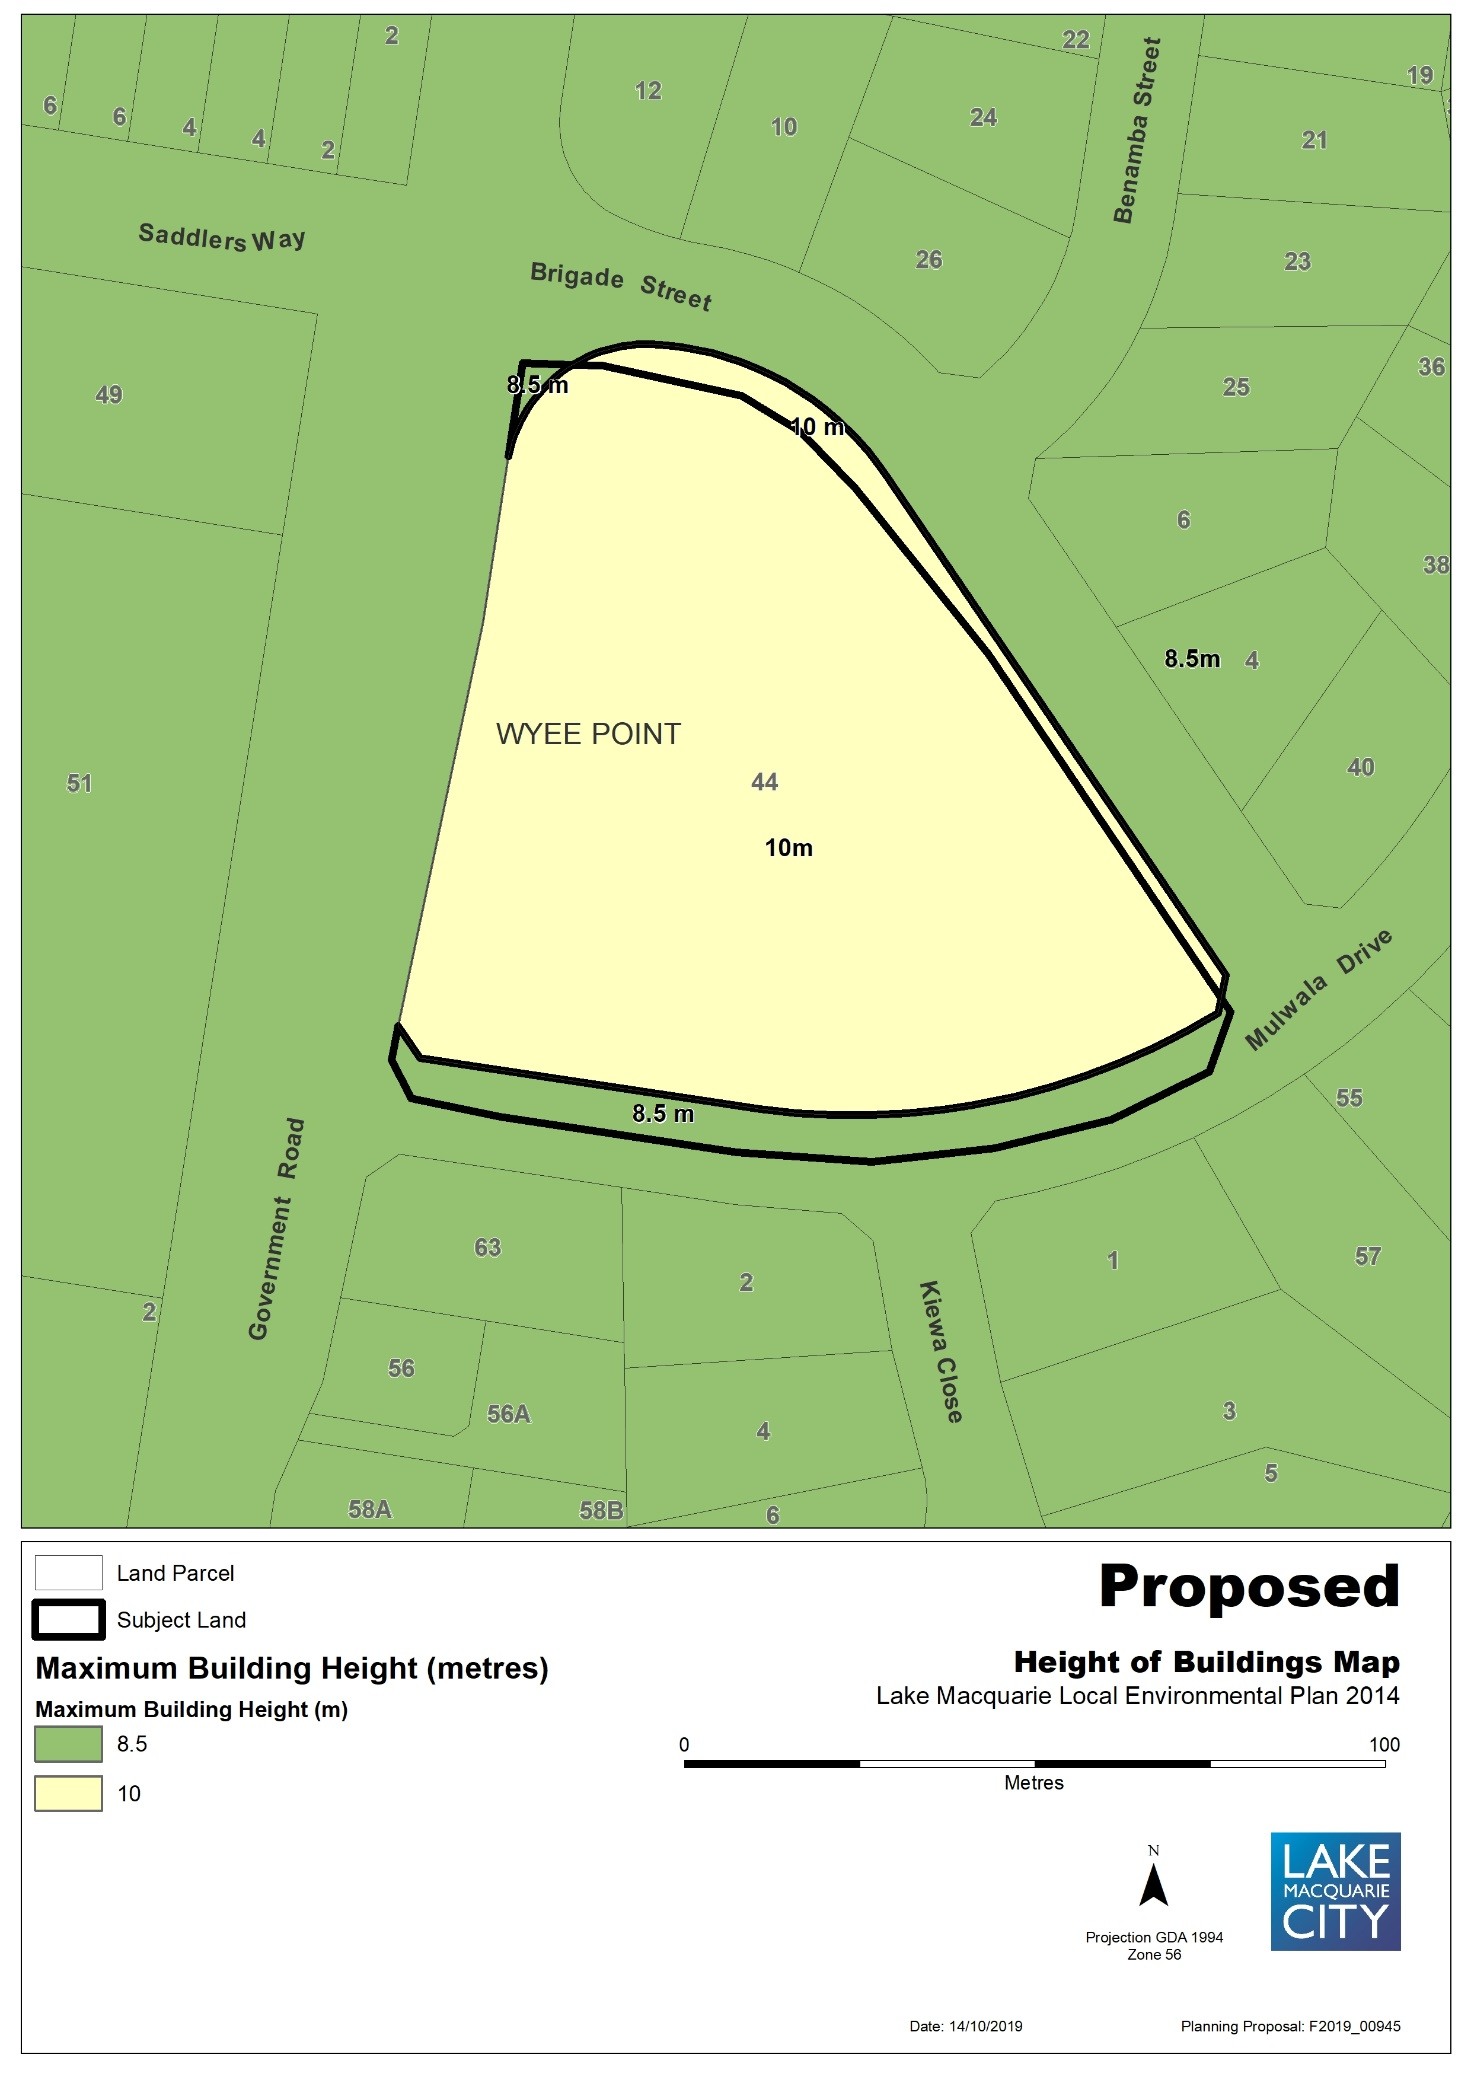 2
22
19
12
10
24
Benamba Street
21
6
6
4
4
2
Saddlers Way
Brigade Street
26
23
49
8.5 m
10 m
25
36
6
38
8.5m
4
WYEE POINT
44
51
40
10m
Mulwala Drive
8.5 m
55
Government Road
63
2
1
57
2
Kiewa Close
56
56A
4
3
5
58A
58B
6
Land Parcel
Subject Land
Maximum Building Height (metres)
Maximum Building Height (m)
8.5
10
Proposed
Height of Buildings Map
Lake Macquarie Local Environmental Plan 2014
0 100
Metres
N
Projection GDA 1994
Zone 56
LAKE
MACQUARIE
CITY
Date: 14/10/2019
Planning Proposal: F2019_00945